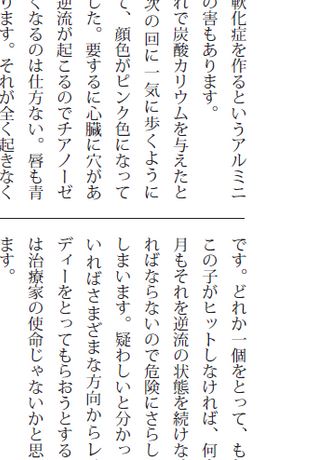 軟化症を作るというアルミニ
の害もあります。
れで炭酸カリウムを与えたと
次の回に一気に歩くように
て、顔色がピンク色になって
した。要するに心臓に穴があ
逆流が起こるのでチアノーゼ
くなるのは仕方ない。唇も青
ります。それが全く起きなく
です。どれか一個をとって、も
この子がヒットしなければ、何
月もそれを逆流の状態を続けな
ればならないので危険にさらし
しまいます。疑わしいと分かっ
いればさまざまな方向からレ
ディーをとってもらおうとする
は治療家の使命じゃないかと思
ます。